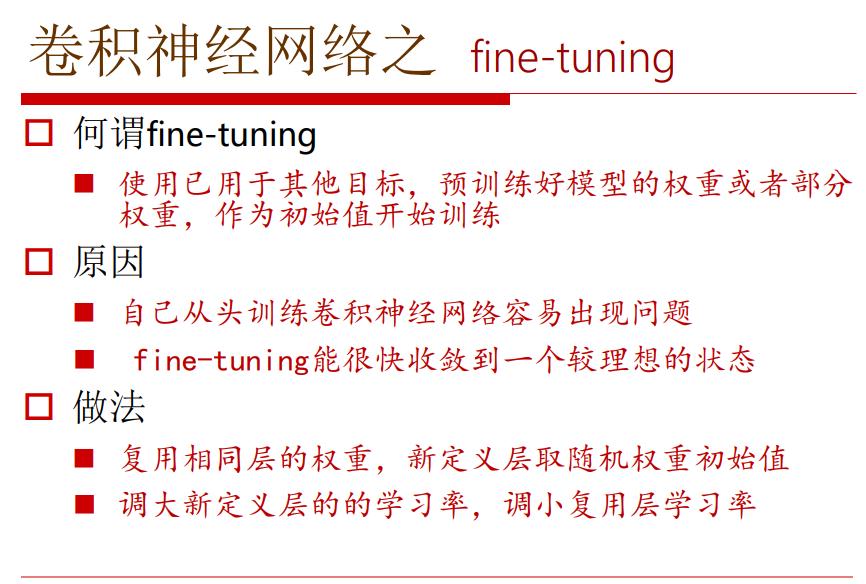 卷积神经网络之 fine-tuning
何谓fine-tuning
使用已用于其他目标，预训练好模型的权重或者部分
权重，作为初始值开始训练
原因
自己从头训练卷积神经网络容易出现问题
fine-tuning能很快收敛到一个较理想的状态
做法
复用相同层的权重，新定义层取随机权重初始值
调大新定义层的的学习率，调小复用层学习率